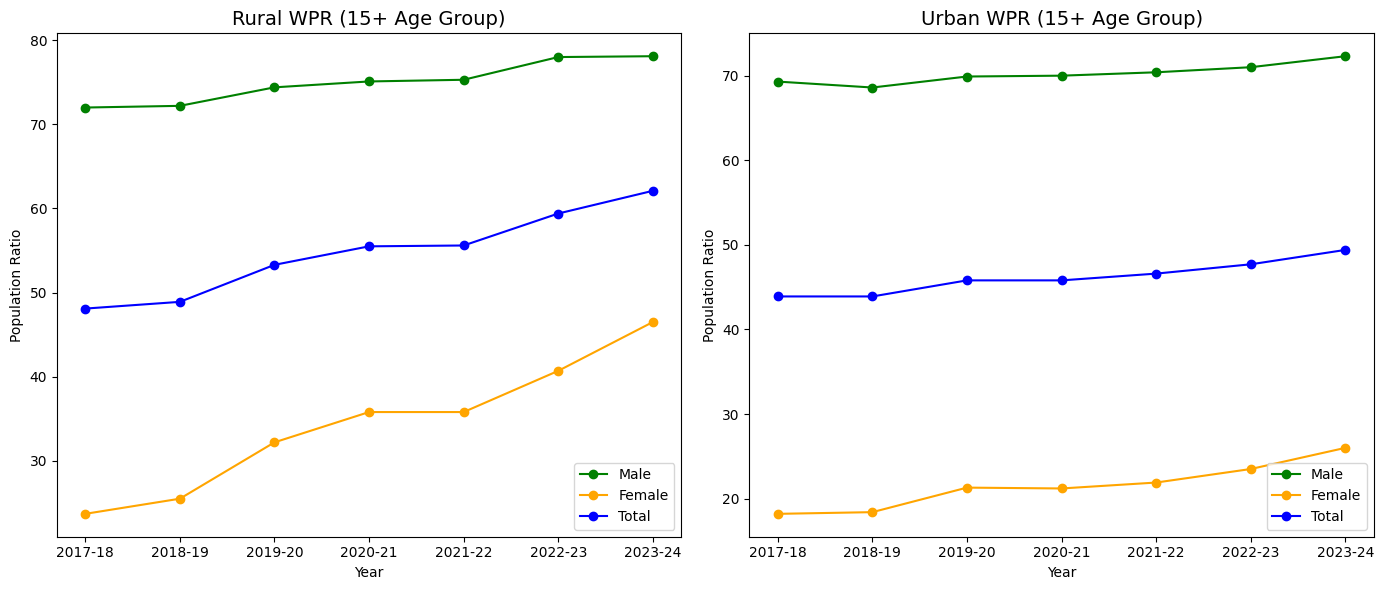 Rural WPR (15+ Age Group)
Population Ratio
80
70
60
50
40
30
Male
Female
Total
2017-18 2018-19 2019-20 2020-21 2021-22 2022-23 2023-24
Year
Urban WPR (15+ Age Group)
Population Ratio
70
60
50
40
30
20
Male
Female
Total
2017-18 2018-19 2019-20 2020-21 2021-22 2022-23 2023-24
Year